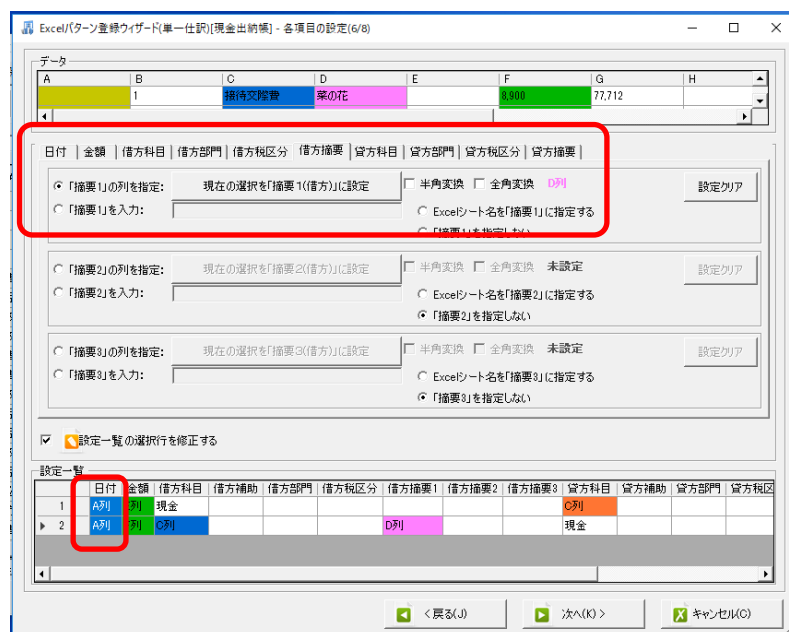 Excelパターン登録ウィザード(単一仕訳)[現金出納帳] - 各項目の設定(6/8)
データ
A B C D E F G H
1 接待交際費 菜の花 8,900 77,712
日付 金額 借方科目 借方部門 借方税区分 借方摘要 貸方科目 貸方部門 貸方税区分 貸方摘要
「摘要1」の列を指定: 現在の選択を「摘要1(借方)」に設定 半角変換 全角変換 D列 設定クリア
「摘要1」を入力: Excelシート名を「摘要1」に指定する
「摘要1」を指定しない
「摘要2」の列を指定: 現在の選択を「摘要2(借方)」に設定 半角変換 全角変換 未設定 設定クリア
「摘要2」を入力: Excelシート名を「摘要2」に指定する
「摘要2」を指定しない
「摘要3」の列を指定: 現在の選択を「摘要3(借方)」に設定 半角変換 全角変換 未設定 設定クリア
「摘要3」を入力: Excelシート名を「摘要3」に指定する
「摘要3」を指定しない
設定一覧の選択行を修正する
設定一覧
日付 金額 借方科目 借方補助 借方部門 借方税区分 借方摘要1 借方摘要2 借方摘要3 貸方科目 貸方補助 貸方部門 貸方税区
1 A列 現金 C列
2 A列 C列 D列 現金
<戻る(J) 次へ(K) > キャンセル(C)